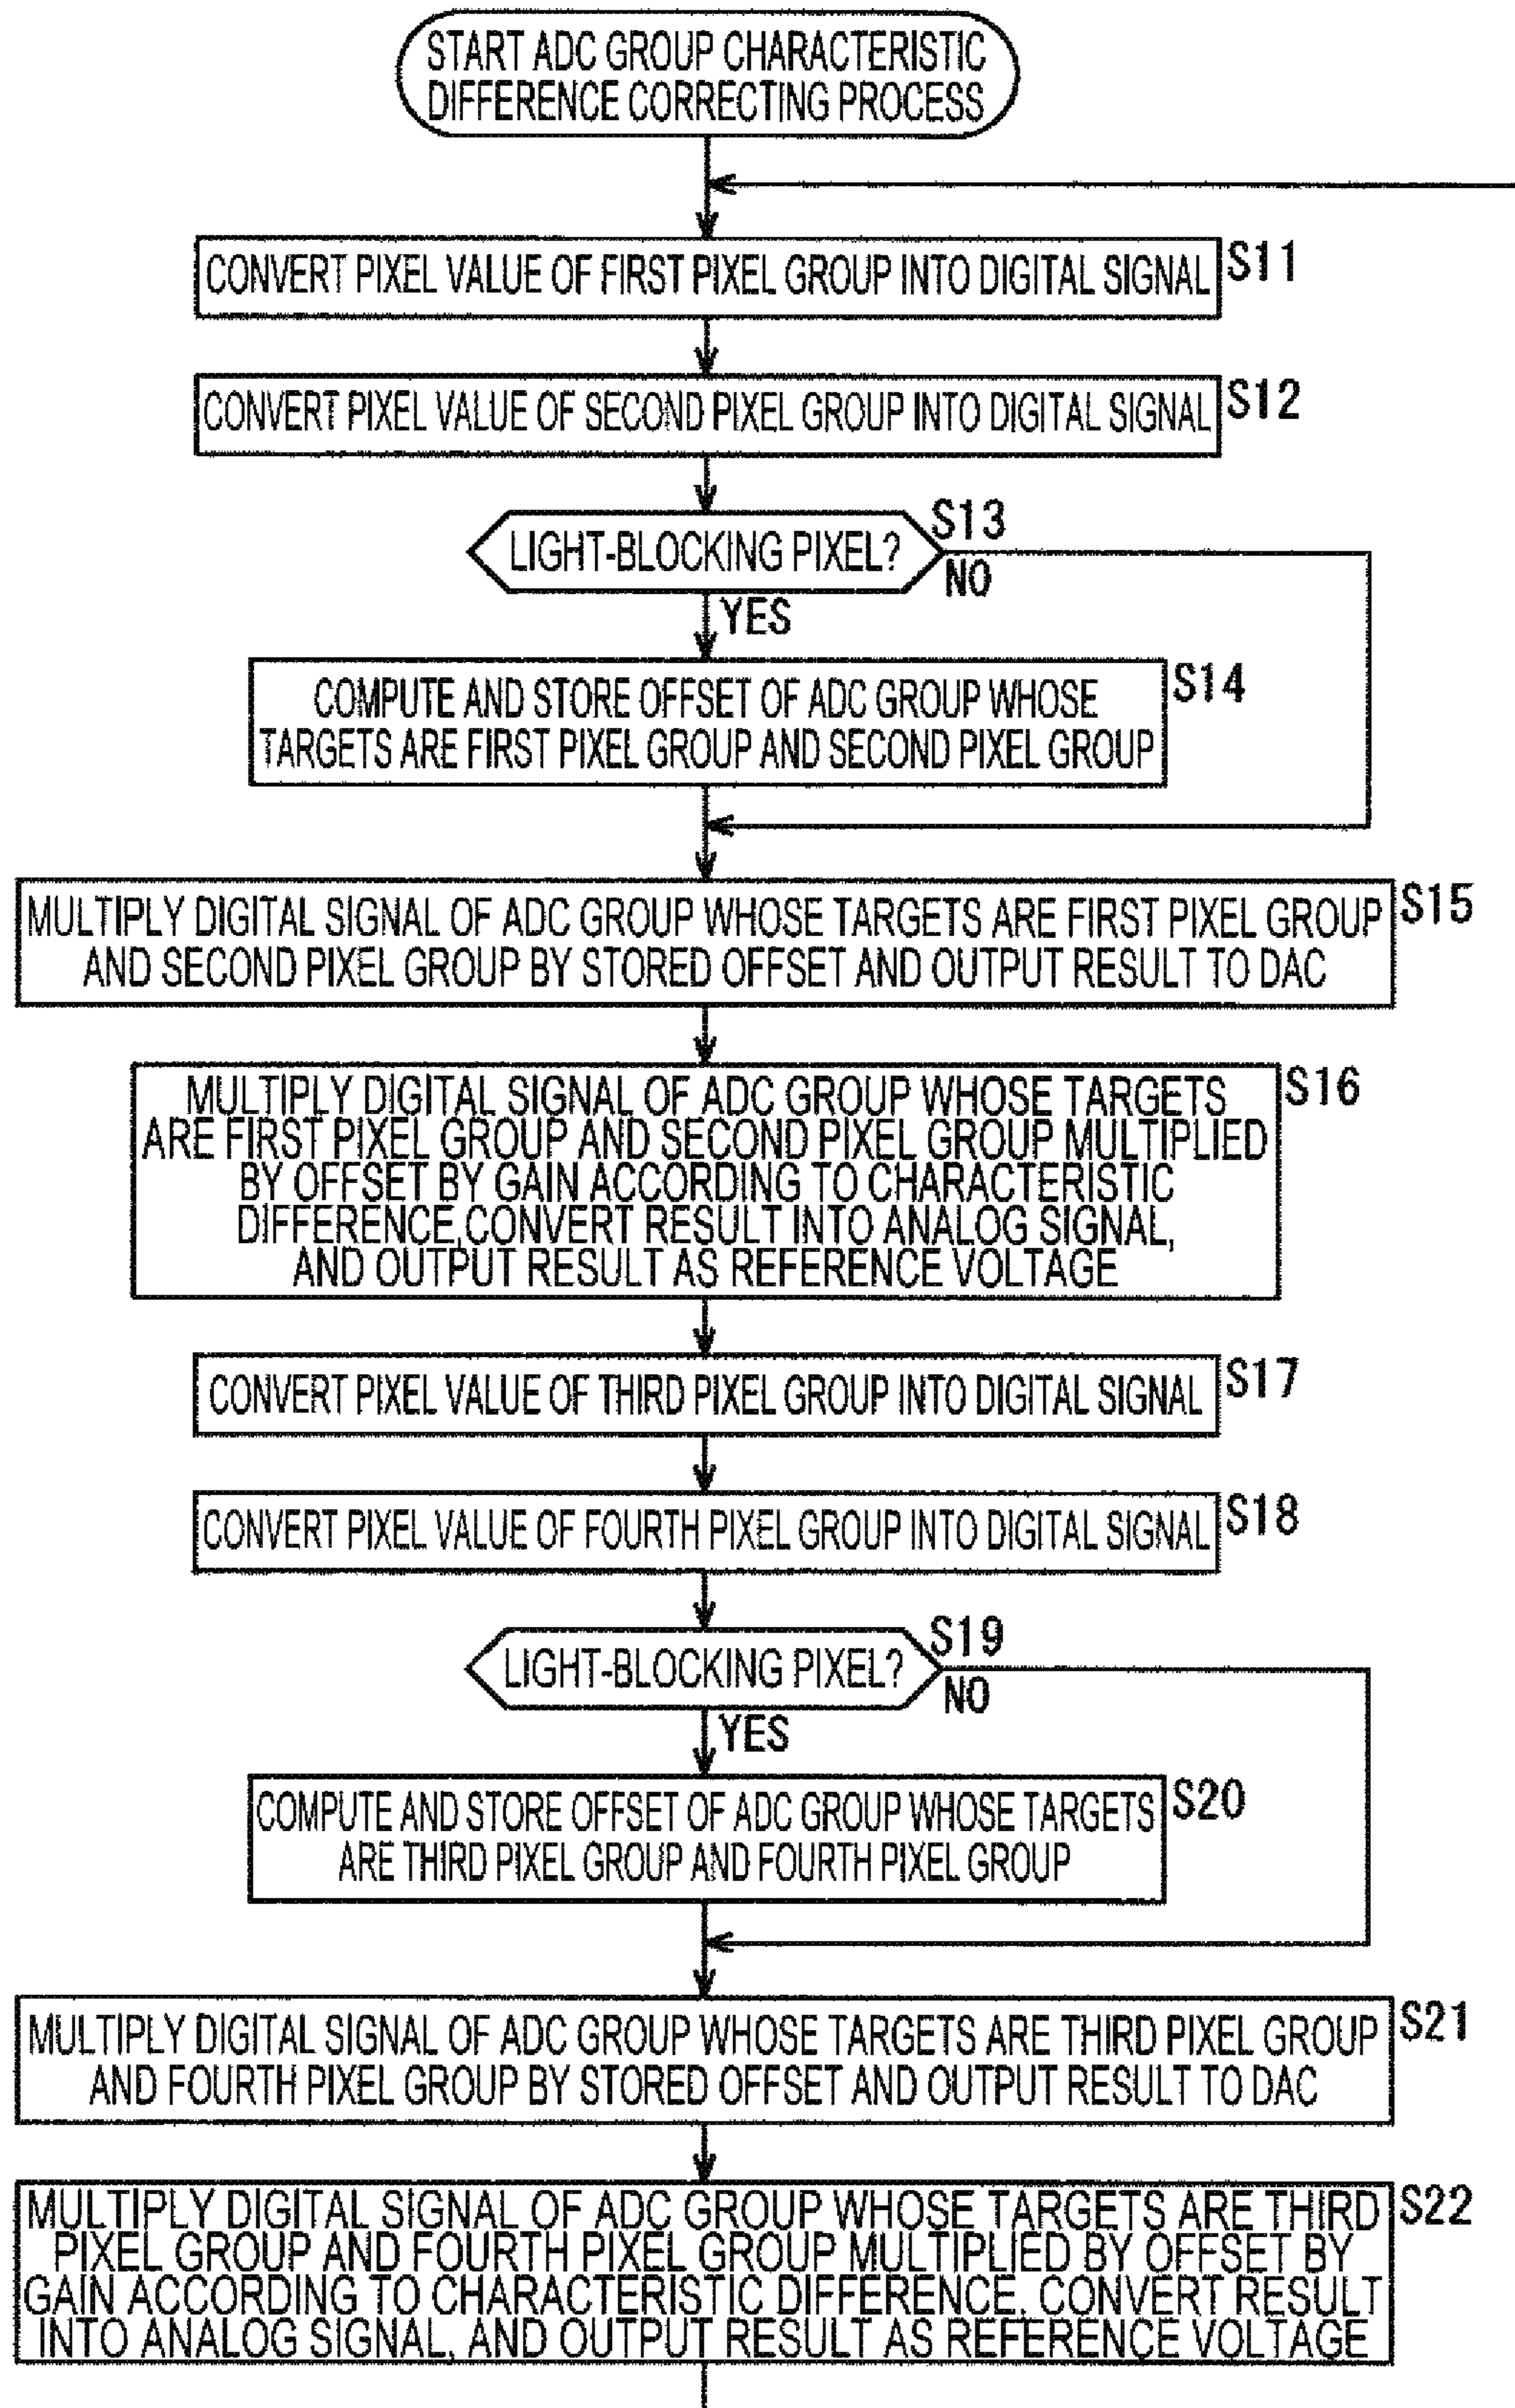 START ADC GROUP CHARACTERISTIC
DIFFERENCE CORRECTING PROCESS
CONVERT PIXEL VALUE OF FIRST PIXEL GROUP INTO DIGITAL SIGNAL
S11
CONVERT PIXEL VALUE OF SECOND PIXEL GROUP INTO DIGITAL SIGNAL
S12
LIGHT-BLOCKING PIXEL?
S13
NO
YES
COMPUTE AND STORE OFFSET OF ADC GROUP WHOSE
TARGETS ARE FIRST PIXEL GROUP AND SECOND PIXEL GROUP
S14
MULTIPLY DIGITAL SIGNAL OF ADC GROUP WHOSE TARGETS ARE FIRST PIXEL GROUP
AND SECOND PIXEL GROUP BY STORED OFFSET AND OUTPUT RESULT TO DAC
S15
MULTIPLY DIGITAL SIGNAL OF ADC GROUP WHOSE TARGETS
ARE FIRST PIXEL GROUP AND SECOND PIXEL GROUP MULTIPLIED
BY OFFSET BY GAIN ACCORDING TO CHARACTERISTIC
DIFFERENCE,CONVERT RESULT INTO ANALOG SIGNAL,
AND OUTPUT RESULT AS REFERENCE VOLTAGE
S16
CONVERT PIXEL VALUE OF THIRD PIXEL GROUP INTO DIGITAL SIGNAL
S17
CONVERT PIXEL VALUE OF FOURTH PIXEL GROUP INTO DIGITAL SIGNAL
S18
LIGHT-BLOCKING PIXEL?
S19
NO
YES
COMPUTE AND STORE OFFSET OF ADC GROUP WHOSE TARGETS
ARE THIRD PIXEL GROUP AND FOURTH PIXEL GROUP
S20
MULTIPLY DIGITAL SIGNAL OF ADC GROUP WHOSE TARGETS ARE THIRD PIXEL GROUP
AND FOURTH PIXEL GROUP BY STORED OFFSET AND OUTPUT RESULT TO DAC
S21
MULTIPLY DIGITAL SIGNAL OF ADC GROUP WHOSE TARGETS ARE THIRD
PIXEL GROUP AND FOURTH PIXEL GROUP MULTIPLIED BY OFFSET BY
GAIN ACCORDING TO CHARACTERISTIC DIFFERENCE, CONVERT RESULT
INTO ANALOG SIGNAL, AND OUTPUT RESULT AS REFERENCE VOLTAGE
S22